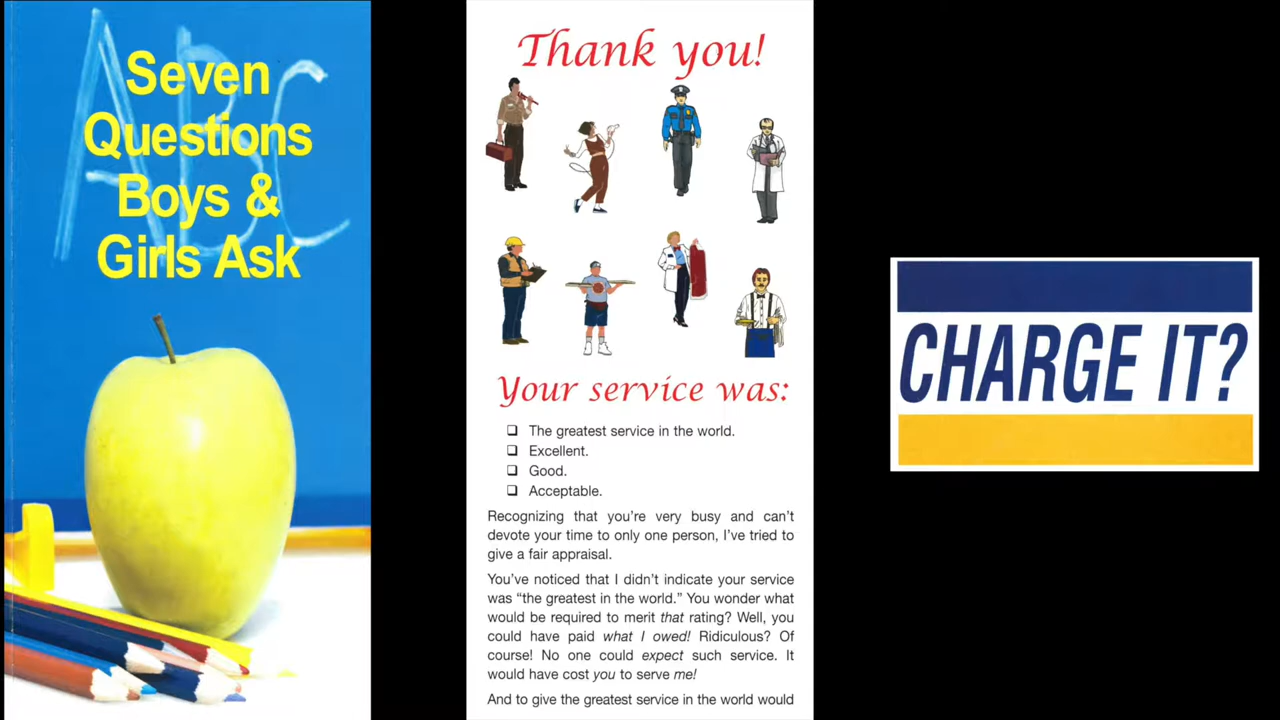 ABC
Seven
Questions
Boys &
Girls Ask
Thank you!
Your service was:
❑ The greatest service in the world.
❑ Excellent.
❑ Good.
❑ Acceptable.
Recognizing that you’re very busy and can’t
devote your time to only one person, I’ve tried to
give a fair appraisal.
You’ve noticed that I didn’t indicate your service
was “the greatest in the world.” You wonder what
would be required to merit that rating? Well, you
could have paid what I owed! Ridiculous? Of
course! No one could expect such service. It
would have cost you to serve me!
And to give the greatest service in the world would
CHARGE IT?